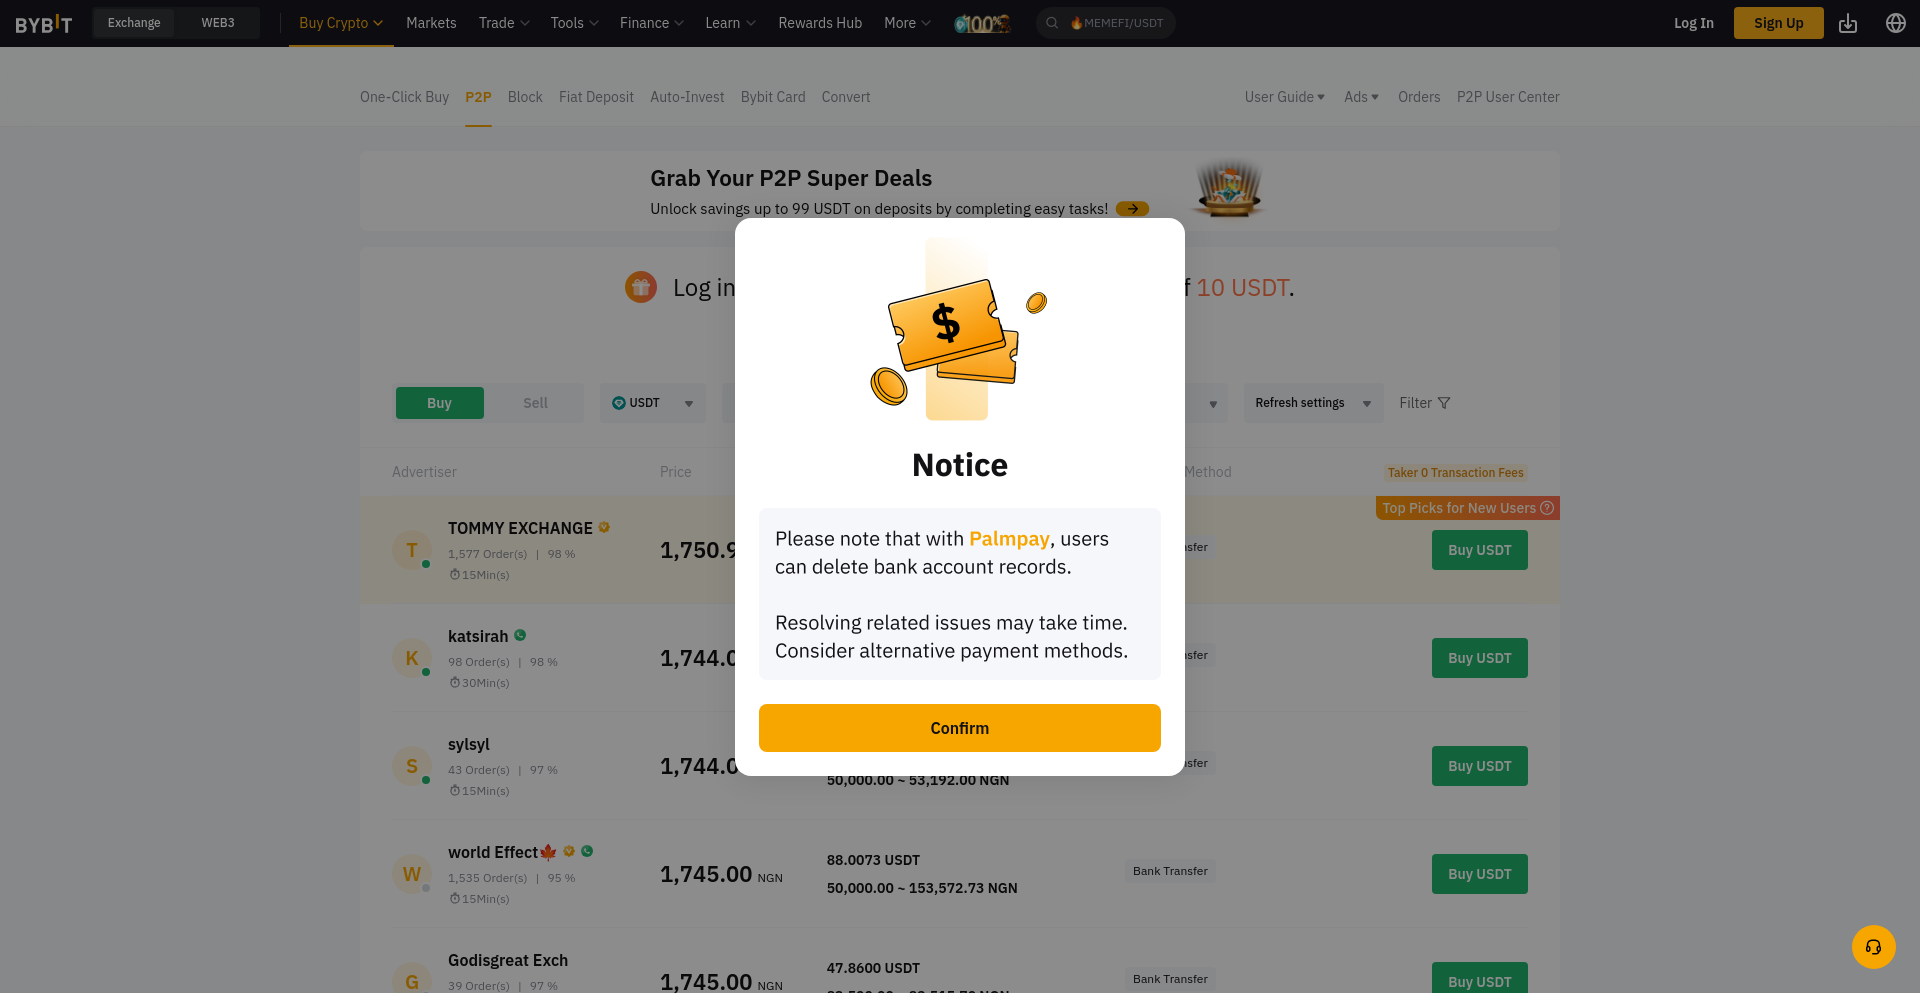 BYBIT Exchange WEB3 Buy Crypto Markets Trade Tools Finance Learn Rewards Hub More 100% MEMEFI/USDT Log In Sign Up
One-Click Buy P2P Block Fiat Deposit Auto-Invest Bybit Card Convert User Guide Ads Orders P2P User Center
Grab Your P2P Super Deals
Unlock savings up to 99 USDT on deposits by completing easy tasks!
Log in
10 USDT.
Buy Sell USDT Refresh settings Filter
Advertiser Price Method Taker 0 Transaction Fees
Top Picks for New Users
T TOMMY EXCHANGE
1,577 Order(s) | 98 %
15Min(s)
1,750.9
Buy USDT
K katsirah
98 Order(s) | 98 %
30Min(s)
1,744.0
Buy USDT
S sylsyl
43 Order(s) | 97 %
15Min(s)
1,744.0
50,000.00 ~ 53,192.00 NGN
Buy USDT
W world Effect
1,535 Order(s) | 95 %
15Min(s)
1,745.00 NGN
88.0073 USDT
50,000.00 ~ 153,572.73 NGN
Bank Transfer
Buy USDT
G Godisgreat Exch
39 Order(s) | 97 %
1,745.00 NGN
47.8600 USDT
Bank Transfer
Buy USDT
$
Notice
Please note that with Palmpay, users
can delete bank account records.
Resolving related issues may take time.
Consider alternative payment methods.
Confirm